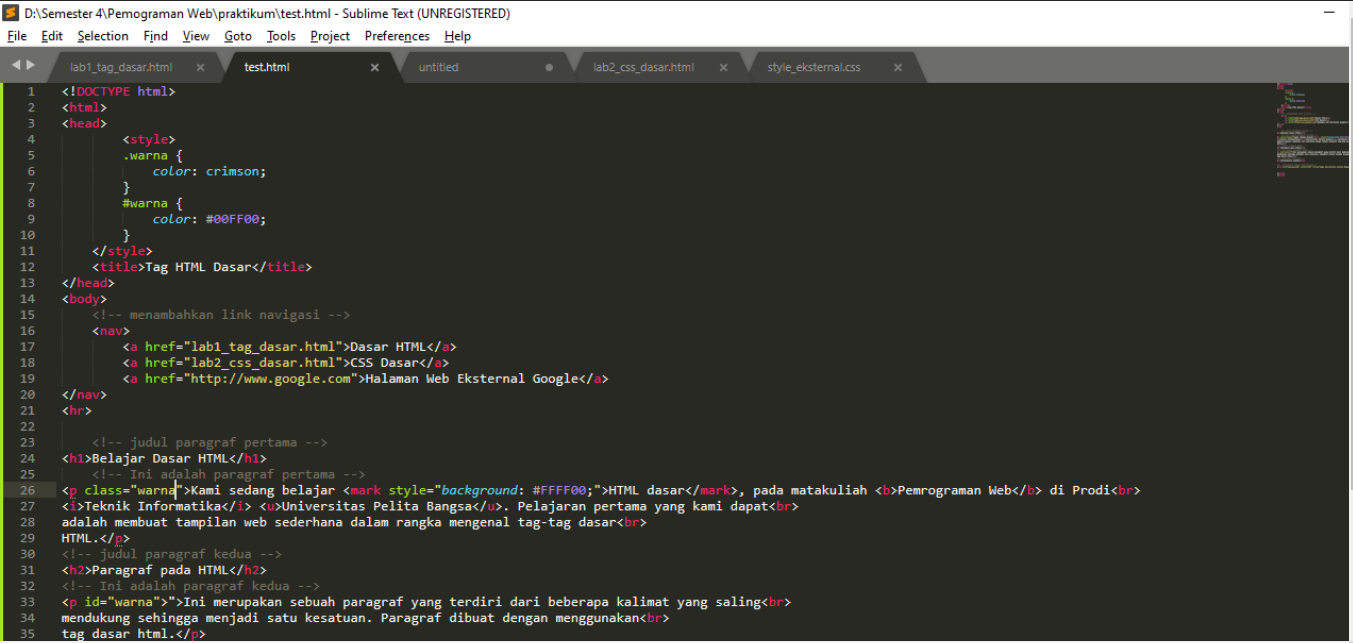 D:\Semester 4\Pemograman Web\praktikum\test.html - Sublime Text (UNREGISTERED)
File Edit Selection Find View Goto Tools Project Preferences Help
lab1_tag_dasar.html × test.html × untitled lab2_css_dasar.html × style_eksternal.css ×
1 <!DOCTYPE html>
2 <html>
3 <head>
4 <style>
5 .warna {
6 color: crimson;
7 }
8 #warna {
9 color: #00FF00;
10 }
11 </style>
12 <title>Tag HTML Dasar</title>
13 </head>
14 <body>
15 <!-- menambahkan link navigasi -->
16 <nav>
17 <a href="lab1_tag_dasar.html">Dasar HTML</a>
18 <a href="lab2_css_dasar.html">CSS Dasar</a>
19 <a href="http://www.google.com">Halaman Web Eksternal Google</a>
20 </nav>
21 <hr>
22
23 <!-- judul paragraf pertama -->
24 <h1>Belajar Dasar HTML</h1>
25 <!-- Ini adalah paragraf pertama -->
26 <p class="warna">Kami sedang belajar <mark style="background: #FFFF00;">HTML dasar</mark>, pada matakuliah <b>Pemrograman Web</b> di Prodi<br>
27 <i>Teknik Informatika</i> <u>Universitas Pelita Bangsa</u>. Pelajaran pertama yang kami dapat<br>
28 adalah membuat tampilan web sederhana dalam rangka mengenal tag-tag dasar<br>
29 HTML.</p>
30 <!-- judul paragraf kedua -->
31 <h2>Paragraf pada HTML</h2>
32 <!-- Ini adalah paragraf kedua -->
33 <p id="warna">">Ini merupakan sebuah paragraf yang terdiri dari beberapa kalimat yang saling<br>
34 mendukung sehingga menjadi satu kesatuan. Paragraf dibuat dengan menggunakan<br>
35 tag dasar html.</p>